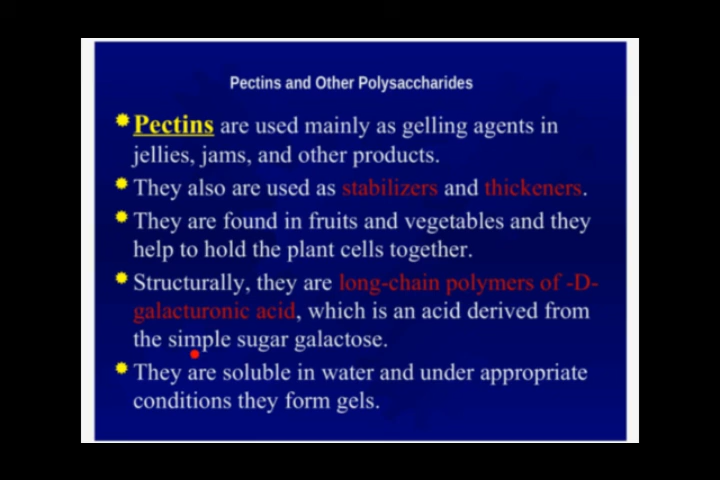 Pectins and Other Polysaccharides
Pectins are used mainly as gelling agents in
jellies, jams, and other products.
They also are used as stabilizers and thickeners.
They are found in fruits and vegetables and they
help to hold the plant cells together.
Structurally, they are long-chain polymers of -D-
galacturonic acid, which is an acid derived from
the simple sugar galactose.
They are soluble in water and under appropriate
conditions they form gels.